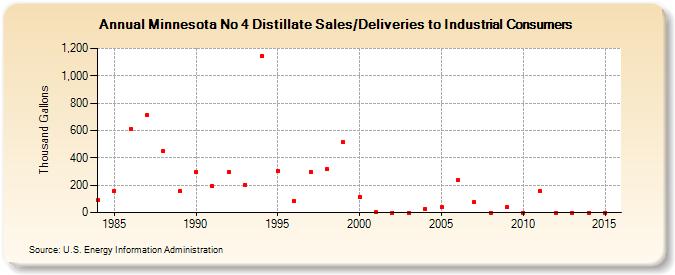 Annual Minnesota No 4 Distillate Sales/Deliveries to Industrial Consumers
Thousand Gallons
1,200
1,000
800
600
400
200
0
1985 1990 1995 2000 2005 2010 2015
Source: U.S. Energy Information Administration